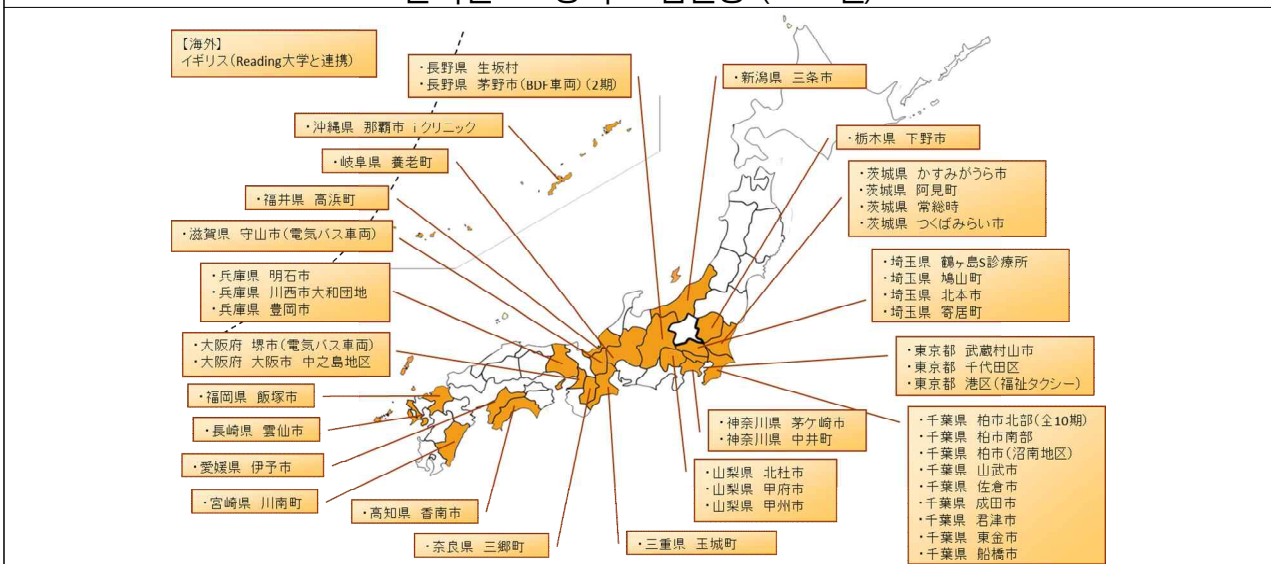 【海外】
イギリス(Reading大学と連携)
・長野県 生坂村
・長野県 茅野市(BDF車両)(2期)
・新潟県 三条市
・沖縄県 那覇市 iクリニック
・岐阜県 養老町
・福井県 高浜町
・滋賀県 守山市(電気バス車両)
・兵庫県 明石市
・兵庫県 川西市大和団地
・兵庫県 豊岡市
・大阪府 堺市(電気バス車両)
・大阪府 大阪市 中之島地区
・福岡県 飯塚市
・長崎県 雲仙市
・愛媛県 伊予市
・宮崎県 川南町
・高知県 香南市
・奈良県 三郷町
・三重県 玉城町
・栃木県 下野市
・茨城県 かすみがうら市
・茨城県 阿見町
・茨城県 常総時
・茨城県 つくばみらい市
・埼玉県 鶴ヶ島S診療所
・埼玉県 鳩山町
・埼玉県 北本市
・埼玉県 寄居町
・東京都 武蔵村山市
・東京都 千代田区
・東京都 港区(福祉タクシー)
・神奈川県 茅ケ崎市
・神奈川県 中井町
・山梨県 北杜市
・山梨県 甲府市
・山梨県 甲州市
・千葉県 柏市北部(全10期)
・千葉県 柏市南部
・千葉県 柏市(沼南地区)
・千葉県 山武市
・千葉県 佐倉市
・千葉県 成田市
・千葉県 君津市
・千葉県 東金市
・千葉県 船橋市